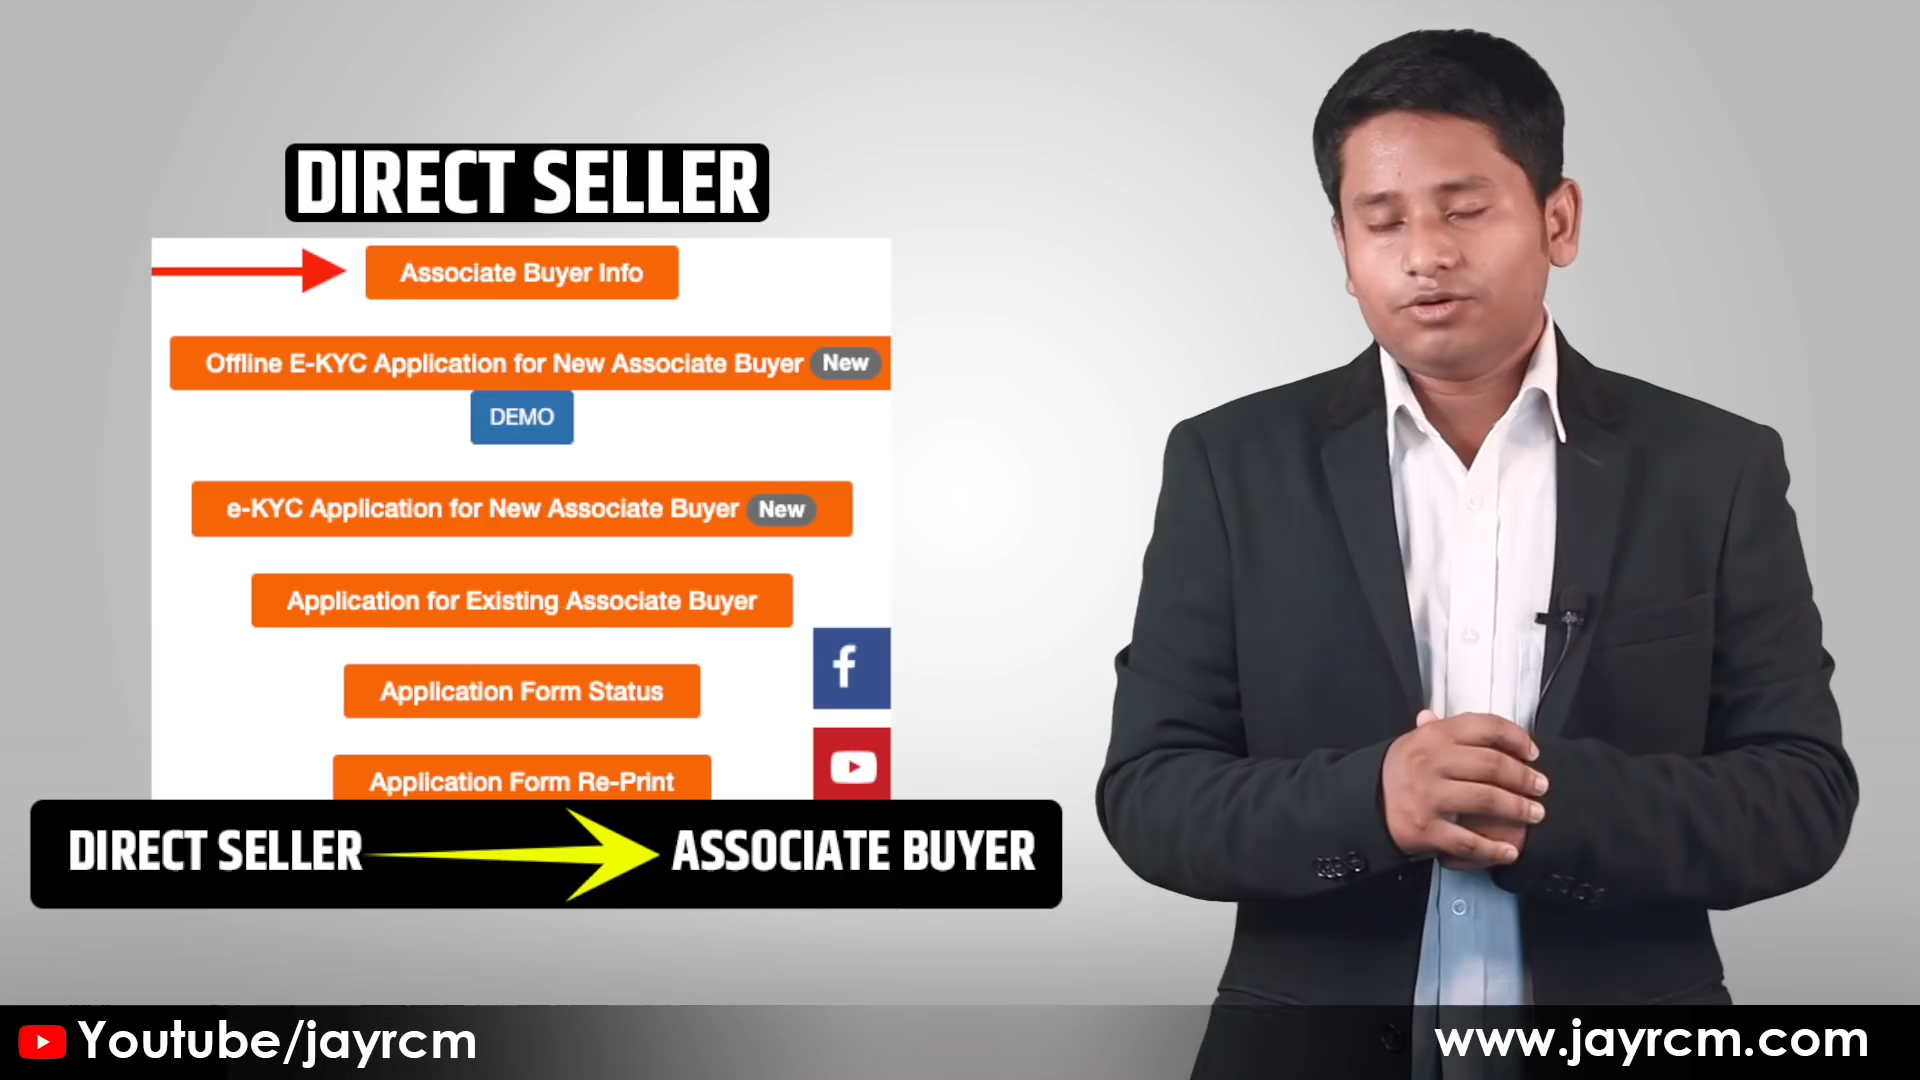 DIRECT SELLER
Associate Buyer Info
Offline E-KYC Application for New Associate Buyer New
DEMO
e-KYC Application for New Associate Buyer New
Application for Existing Associate Buyer
f
Application Form Status
Application Form Re-Print
DIRECT SELLER ASSOCIATE BUYER
Youtube/jayrcm
www.jayrcm.com